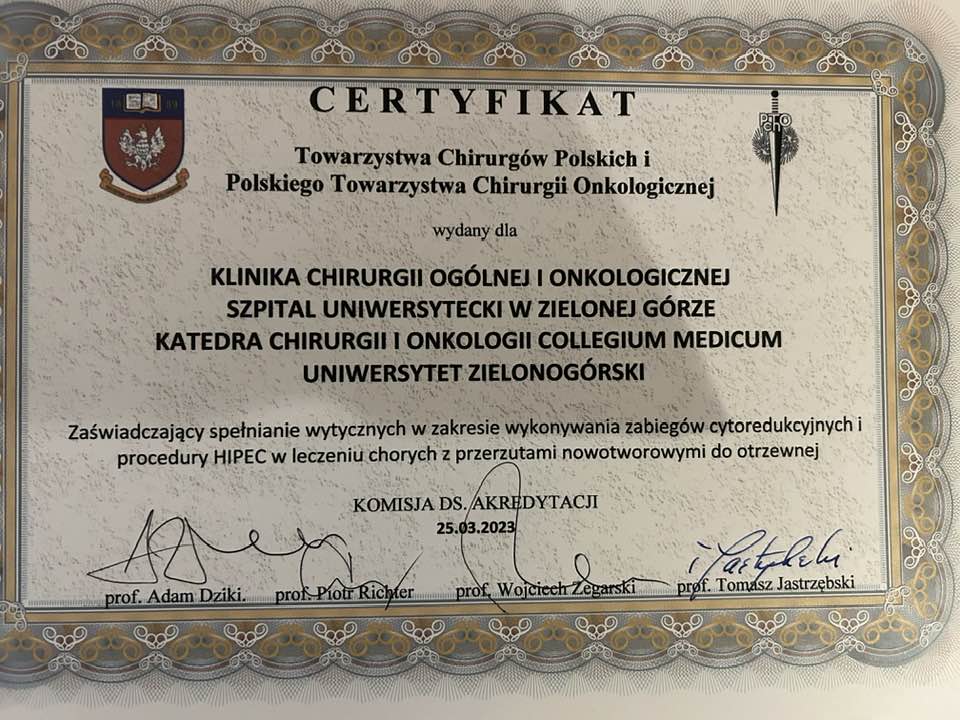 18 89
CERTYFIKAT
PTChO
Towarzystwa Chirurgów Polskich i
Polskiego Towarzystwa Chirurgii Onkologicznej
wydany dla
KLINIKA CHIRURGII OGÓLNEJ I ONKOLOGICZNEJ
SZPITAL UNIWERSYTECKI W ZIELONEJ GÓRZE
KATEDRA CHIRURGII I ONKOLOGII COLLEGIUM MEDICUM
UNIWERSYTET ZIELONOGÓRSKI
Zaświadczający spełnianie wytycznych w zakresie wykonywania zabiegów cytoredukcyjnych i
procedury HIPEC w leczeniu chorych z przerzutami nowotworowymi do otrzewnej
KOMISJA DS. AKREDYTACJI
25.03.2023
prof. Adam Dziki. prof. Piotr Richter prof. Wojciech Zegarski prof. Tomasz Jastrzębski